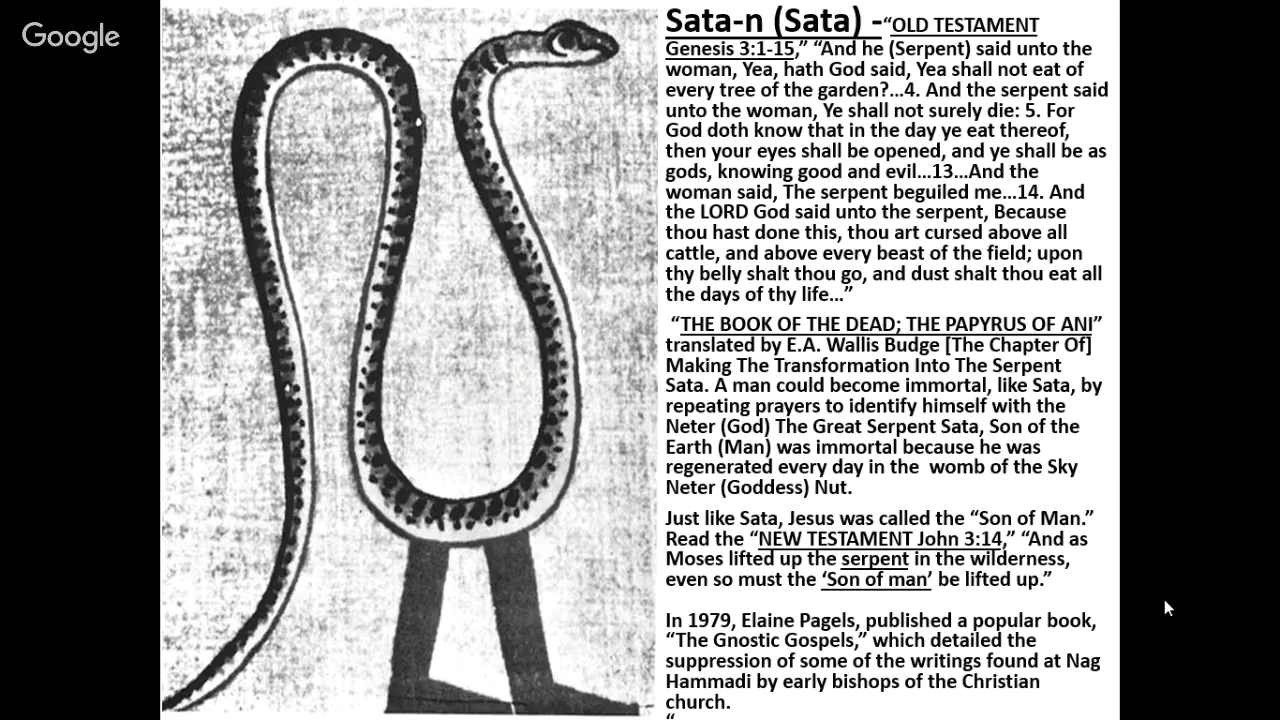 Google
Sata-n (Sata) -“OLD TESTAMENT
Genesis 3:1-15,” “And he (Serpent) said unto the
woman, Yea, hath God said, Yea shall not eat of
every tree of the garden?...4. And the serpent said
unto the woman, Ye shall not surely die: 5. For
God doth know that in the day ye eat thereof,
then your eyes shall be opened, and ye shall be as
gods, knowing good and evil...13...And the
woman said, The serpent beguiled me...14. And
the LORD God said unto the serpent, Because
thou hast done this, thou art cursed above all
cattle, and above every beast of the field; upon
thy belly shalt thou go, and dust shalt thou eat all
the days of thy life...”
“THE BOOK OF THE DEAD; THE PAPYRUS OF ANI”
translated by E.A. Wallis Budge [The Chapter Of]
Making The Transformation Into The Serpent
Sata. A man could become immortal, like Sata, by
repeating prayers to identify himself with the
Neter (God) The Great Serpent Sata, Son of the
Earth (Man) was immortal because he was
regenerated every day in the womb of the Sky
Neter (Goddess) Nut.
Just like Sata, Jesus was called the “Son of Man.”
Read the “NEW TESTAMENT John 3:14,” “And as
Moses lifted up the serpent in the wilderness,
even so must the ‘Son of man’ be lifted up.”
In 1979, Elaine Pagels, published a popular book,
“The Gnostic Gospels,” which detailed the
suppression of some of the writings found at Nag
Hammadi by early bishops of the Christian
church.
“